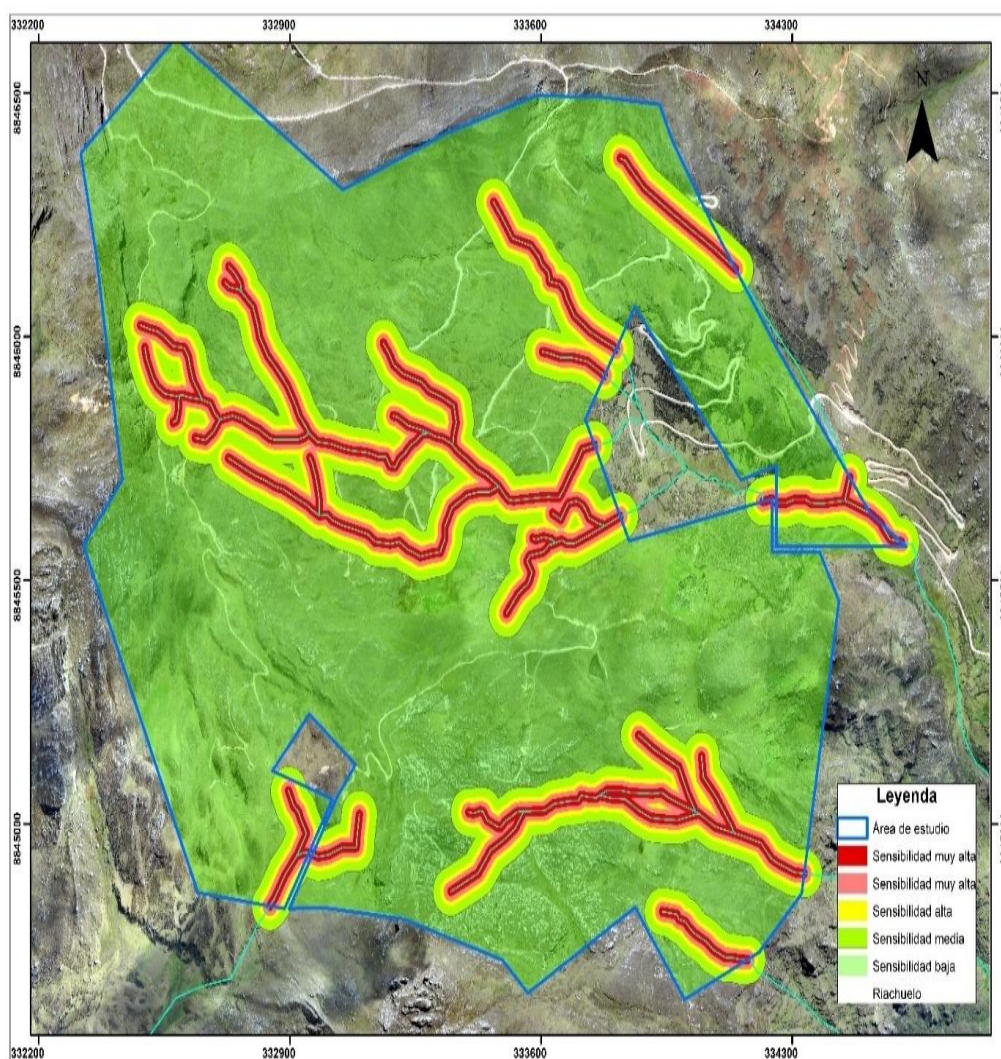 332200 332900 333600 334300
N
8846500
8846000
8845500
8845000
Leyenda
Área de estudio
Sensibilidad muy alta
Sensibilidad muy alta
Sensibilidad alta
Sensibilidad media
Sensibilidad baja
Riachuelo
332200 332900 333600 334300